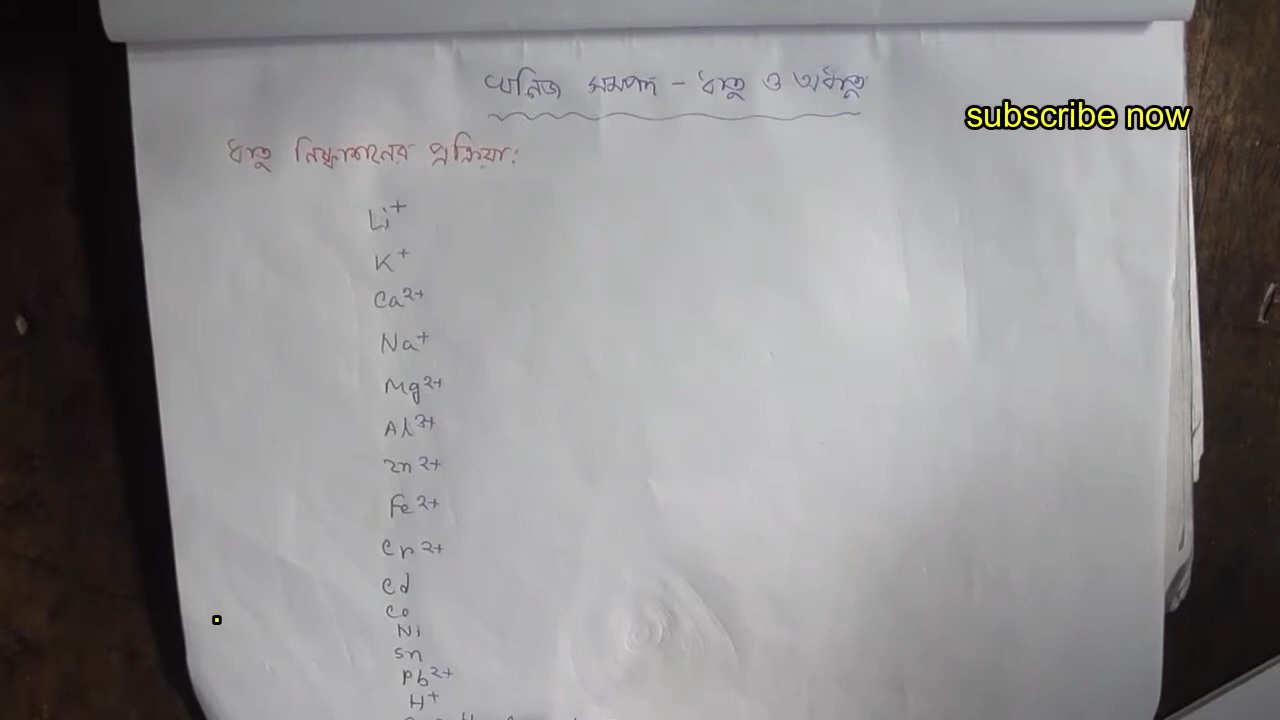 খনিজ সম্পদ - ধাতু ও অধাতু
subscribe now
ধাতু নিষ্কাশনের প্রক্রিয়া:
Li⁺
K⁺
Ca²⁺
Na⁺
Mg²⁺
Al³⁺
Zn²⁺
Fe²⁺
Cr²⁺
Cd
Co
Ni
Sn
Pb²⁺
H⁺